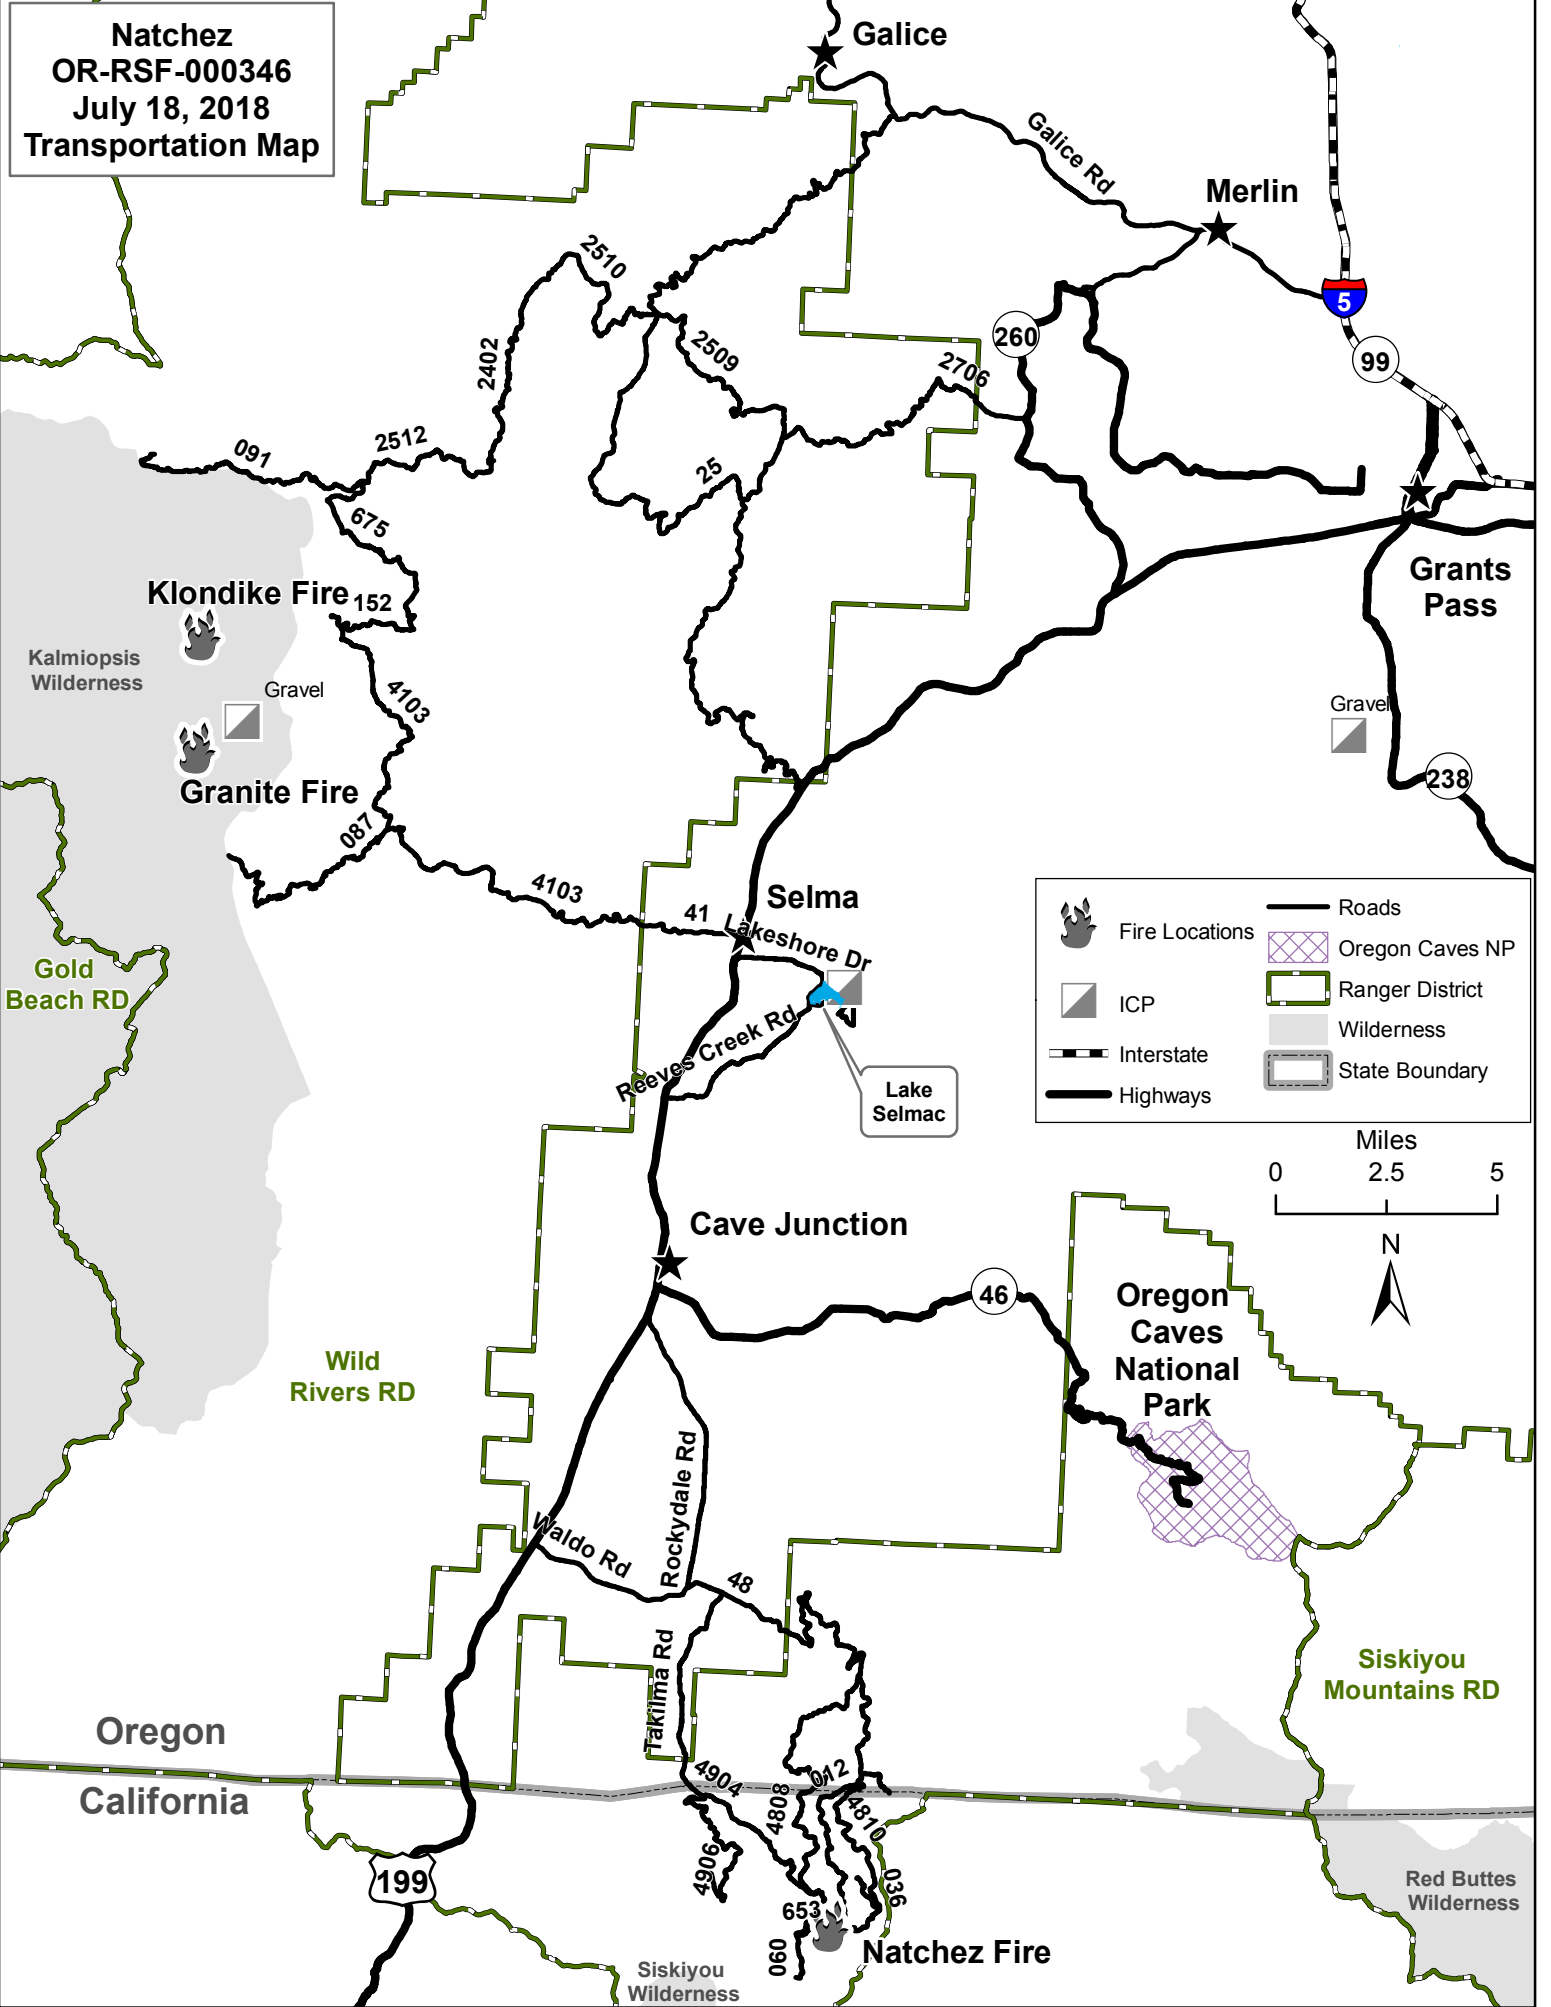 Natchez
OR-RSF-000346
July 18, 2018
Transportation Map
Galice
Galice Rd
Merlin
2510
5
2402
2509
260
99
2706
091
2512
25
675
Grants
Pass
Klondike Fire
152
Kalmiopsis
Wilderness
Gravel
4103
Gravel
Granite Fire
238
087
4103
Selma
41
Lakeshore Dr
Gold
Beach RD
Reeves Creek Rd
Lake
Selmac
Fire Locations
ICP
Interstate
Highways
Roads
Oregon Caves NP
Ranger District
Wilderness
State Boundary
Miles
0 2.5 5
N
Cave Junction
46
Oregon
Caves
National
Park
Wild
Rivers RD
Rockydale Rd
Waldo Rd
48
Takilma Rd
Siskiyou
Mountains RD
Oregon
California
4904
012
4808
4810
4906
036
199
653
060
Natchez Fire
Red Buttes
Wilderness
Siskiyou
Wilderness